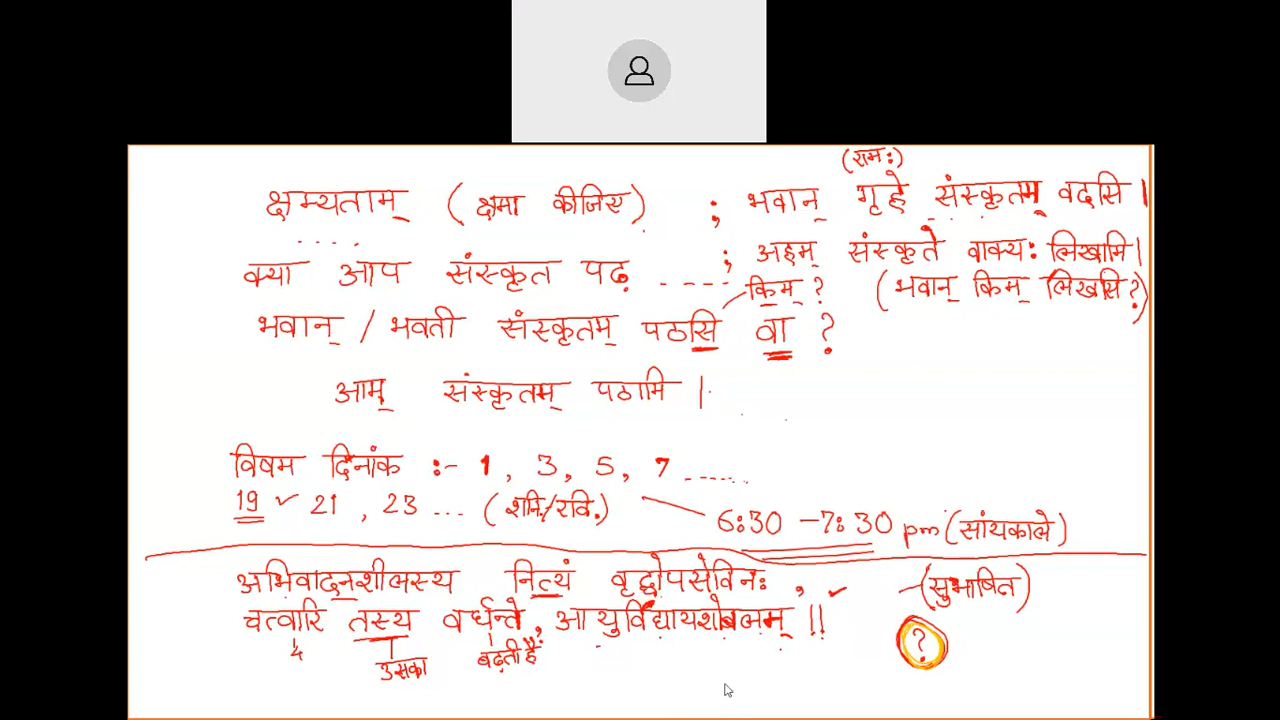 (रामः)
क्षम्यताम् (क्षमा कीजिए) ; भवान् गृहे संस्कृतम् वदसि।
....
; अहम् संस्कृते वाक्यः लिखामि।
क्या आप संस्कृत पढ़ .....
किम्? (भवान् किम् लिखसि?)
भवान् / भवती संस्कृतम् पठसि वा ?
आम् संस्कृतम् पठामि।
विषम दिनांक :- 1, 3, 5, 7 ......
19 ✓ 21 , 23 ... (शनि./रवि.)
6:30 - 7:30 pm (सांयकाले)
अभिवादनशीलस्य नित्यं वृद्धोपसेविनः, ✓ -(सुभाषित)
चत्वारि तस्य वर्धन्ते, आयुर्विद्यायशोबलम् !!
4 उसका बढ़ती है? ?